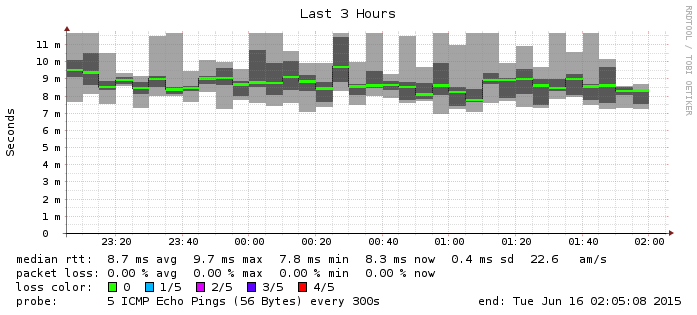 Last 3 Hours
RRDTOOL / TOBI OETIKER
Seconds
11 m
10 m
9 m
8 m
7 m
6 m
5 m
4 m
3 m
2 m
1 m
0
23:20 23:40 00:00 00:20 00:40 01:00 01:20 01:40 02:00
median rtt: 8.7 ms avg 9.7 ms max 7.8 ms min 8.3 ms now 0.4 ms sd 22.6 am/s
packet loss: 0.00 % avg 0.00 % max 0.00 % min 0.00 % now
loss color: 0 1/5 2/5 3/5 4/5
probe: 5 ICMP Echo Pings (56 Bytes) every 300s end: Tue Jun 16 02:05:08 2015